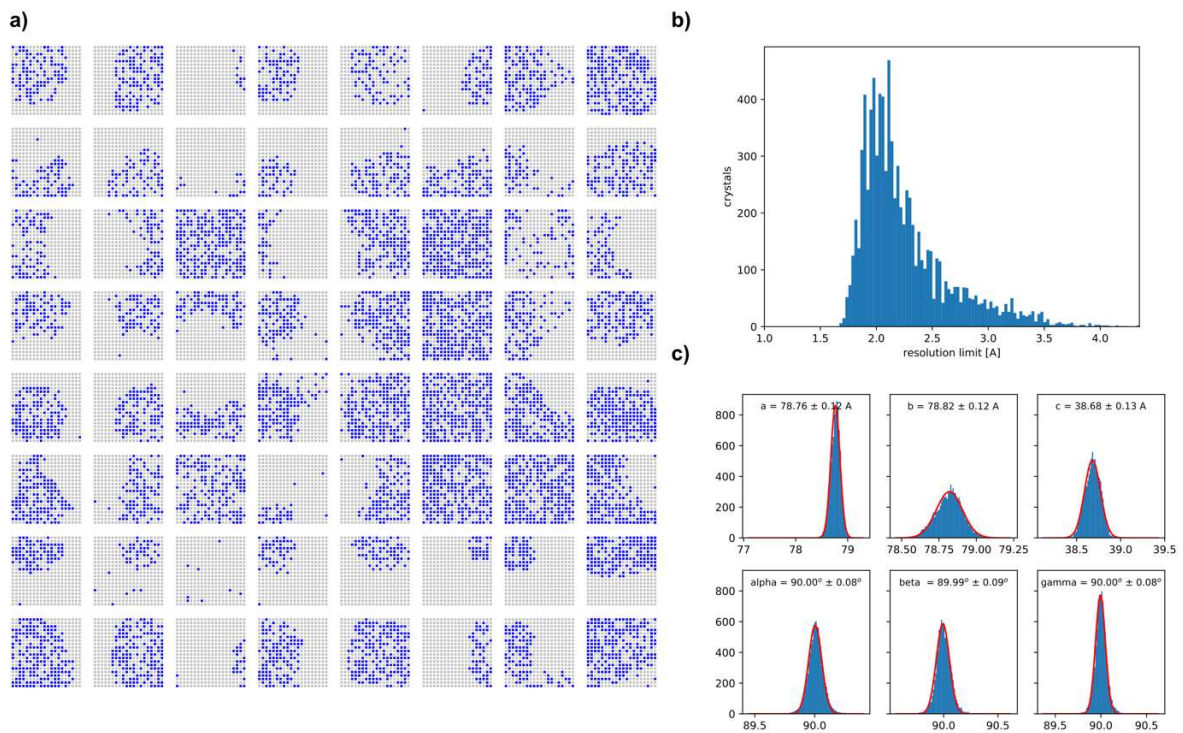 a)
b)
400
300
200
100
0
crystals
1.0 1.5 2.0 2.5 3.0 3.5 4.0
resolution limit [A]
c)
a = 78.76 ± 0.12 A b = 78.82 ± 0.12 A c = 38.68 ± 0.13 A
800
600
400
200
0
77 78 79 78.50 78.75 79.00 79.25 38.5 39.0 39.5
alpha = 90.00° ± 0.08° beta = 89.99° ± 0.09° gamma = 90.00° ± 0.08°
800
600
400
200
0
89.5 90.0 90.0 90.5 89.5 90.0 90.5